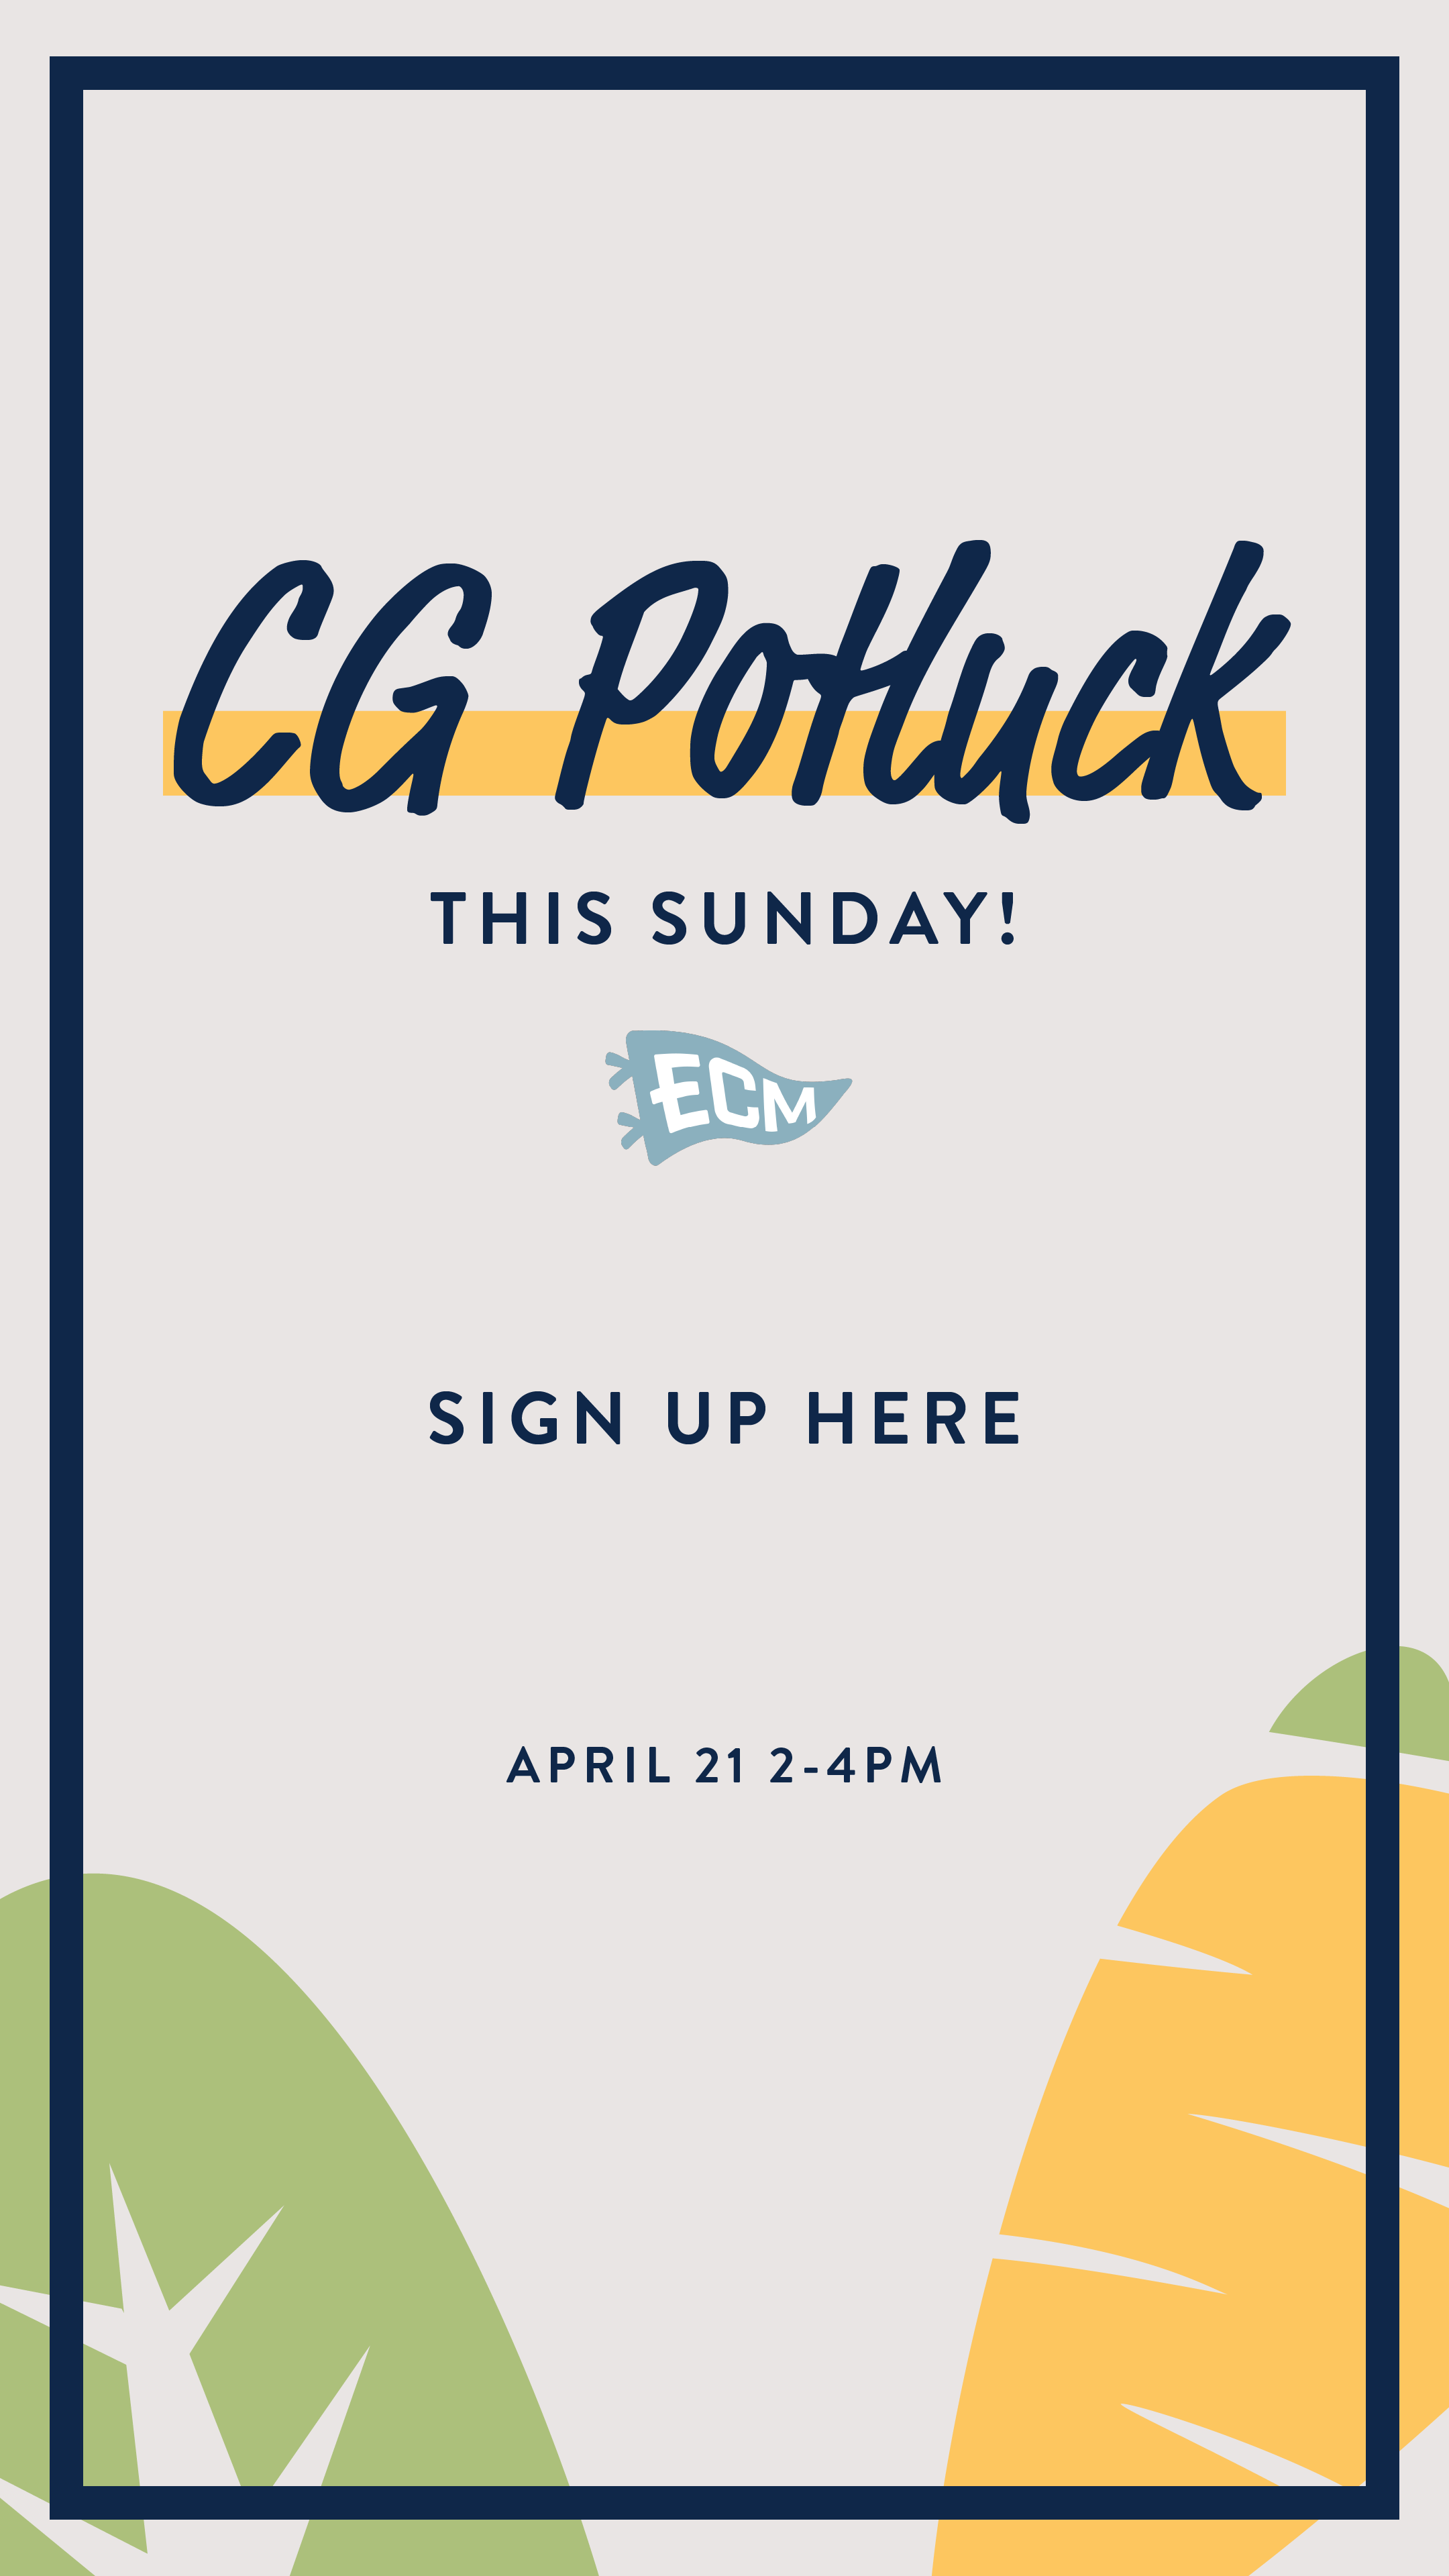 CG Potluck
THIS SUNDAY!
ECM
SIGN UP HERE
APRIL 21 2-4PM